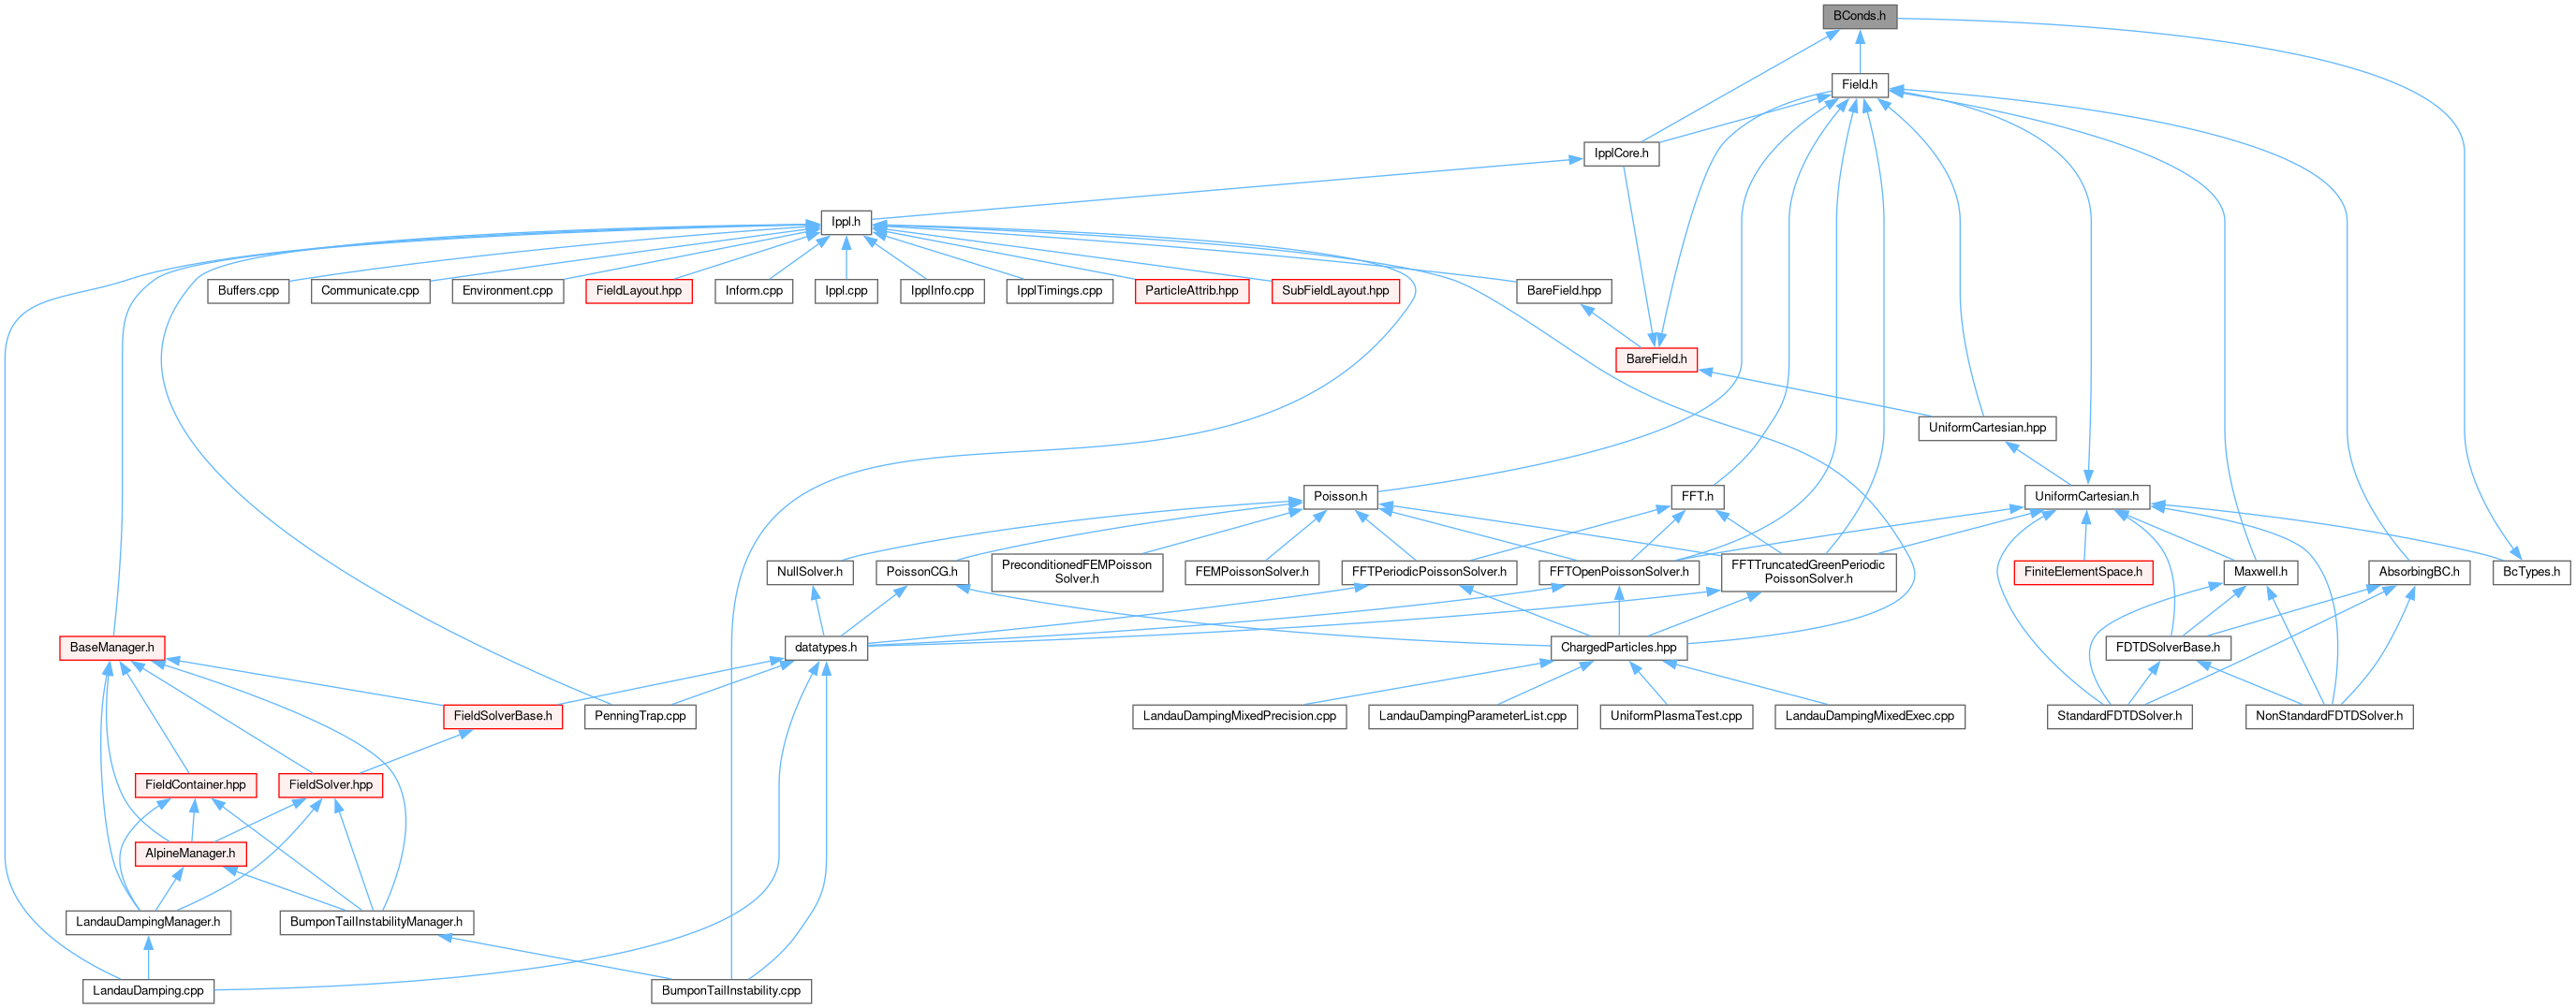 BConds.h
Field.h
IpplCore.h
Ippl.h
Buffers.cpp
Communicate.cpp
Environment.cpp
FieldLayout.hpp
Inform.cpp
Ippl.cpp
IpplInfo.cpp
IpplTimings.cpp
ParticleAttrib.hpp
SubFieldLayout.hpp
BareField.hpp
BareField.h
UniformCartesian.hpp
Poisson.h
FFT.h
UniformCartesian.h
NullSolver.h
PoissonCG.h
PreconditionedFEMPoisson
Solver.h
FEMPoissonSolver.h
FFTPeriodicPoissonSolver.h
FFTOpenPoissonSolver.h
FFTTruncatedGreenPeriodic
PoissonSolver.h
FiniteElementSpace.h
Maxwell.h
AbsorbingBC.h
BcTypes.h
BaseManager.h
datatypes.h
ChargedParticles.hpp
FDTDSolverBase.h
FieldSolverBase.h
PenningTrap.cpp
LandauDampingMixedPrecision.cpp
LandauDampingParameterList.cpp
UniformPlasmaTest.cpp
LandauDampingMixedExec.cpp
StandardFDTDSolver.h
NonStandardFDTDSolver.h
FieldContainer.hpp
FieldSolver.hpp
AlpineManager.h
LandauDampingManager.h
BumponTailInstabilityManager.h
LandauDamping.cpp
BumponTailInstability.cpp